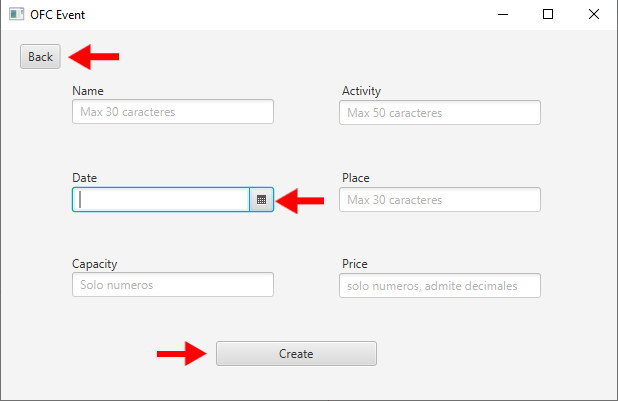 OFC Event
Back
Name
Activity
Max 30 caracteres
Max 50 caracteres
Date
Place
Max 30 caracteres
Capacity
Price
Solo numeros
solo numeros, admite decimales
Create